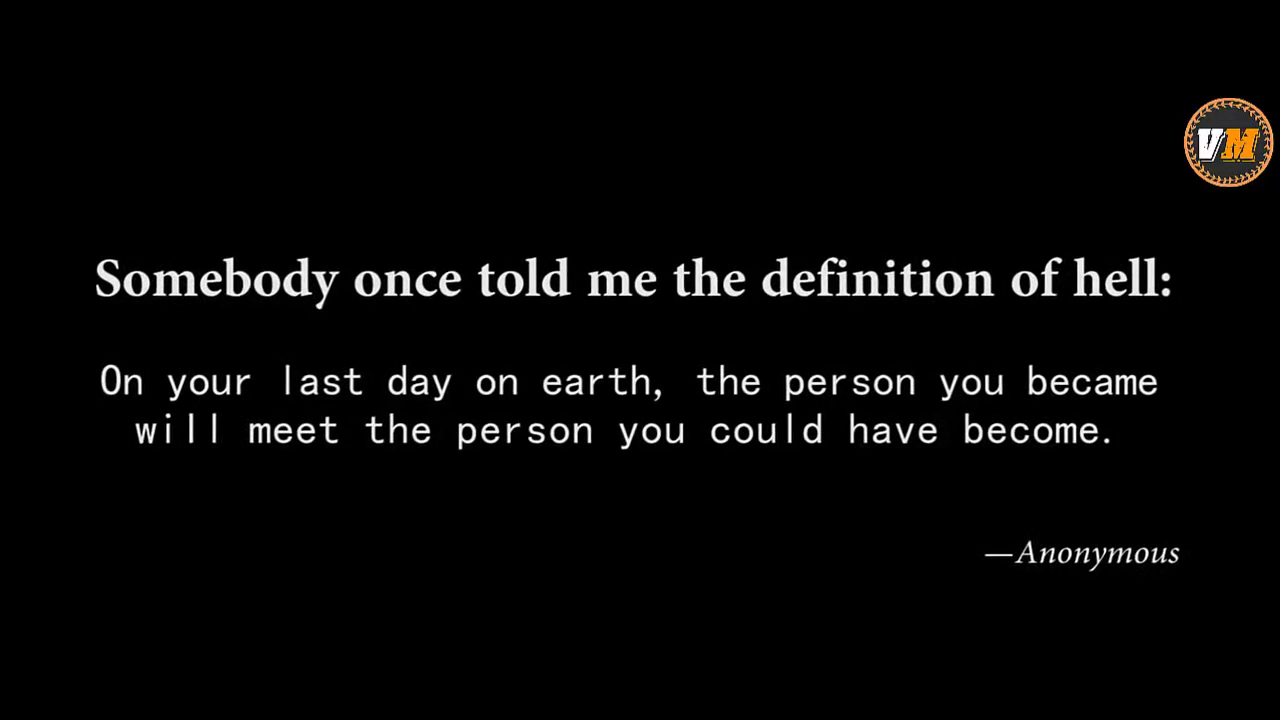 VM
Somebody once told me the definition of hell:
On your last day on earth, the person you became
will meet the person you could have become.
—Anonymous